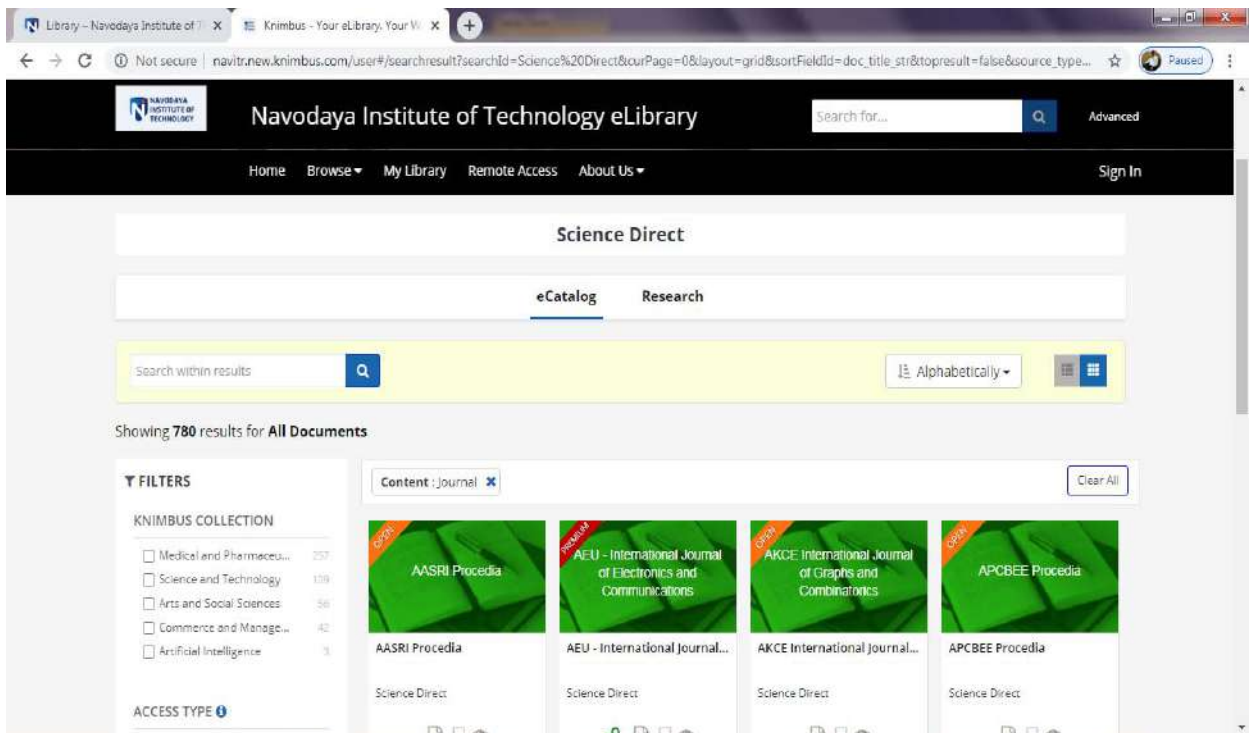 Library – Navodaya Institute of T X
Knimbus - Your eLibrary. Your W X
Not secure | navitr.new.knimbus.com/user#/searchresult?searchId=Science%20Direct&curPage=0&layout=grid&sortFieldId=doc_title_str&topresult=false&source_type...
Paused
NAVODAYA
INSTITUTE OF
TECHNOLOGY
Navodaya Institute of Technology eLibrary
Search for...
Advanced
Home Browse My Library Remote Access About Us
Sign In
Science Direct
eCatalog Research
Search within results
Alphabetically
Showing 780 results for All Documents
FILTERS
Content : Journal ✖
Clear All
KNIMBUS COLLECTION
Medical and Pharmaceu... 257
Science and Technology
Arts and Social Sciences 56
Commerce and Manage... 42
Artificial Intelligence 3
ACCESS TYPE
OPEN
AASRI Procedia
AASRI Procedia
Science Direct
PREMIUM
AEU - International Journal
of Electronics and
Communications
AEU - International Journal...
Science Direct
OPEN
AKCE International Journal
of Graphs and
Combinatorics
AKCE International Journal...
Science Direct
OPEN
APCBEE Procedia
APCBEE Procedia
Science Direct